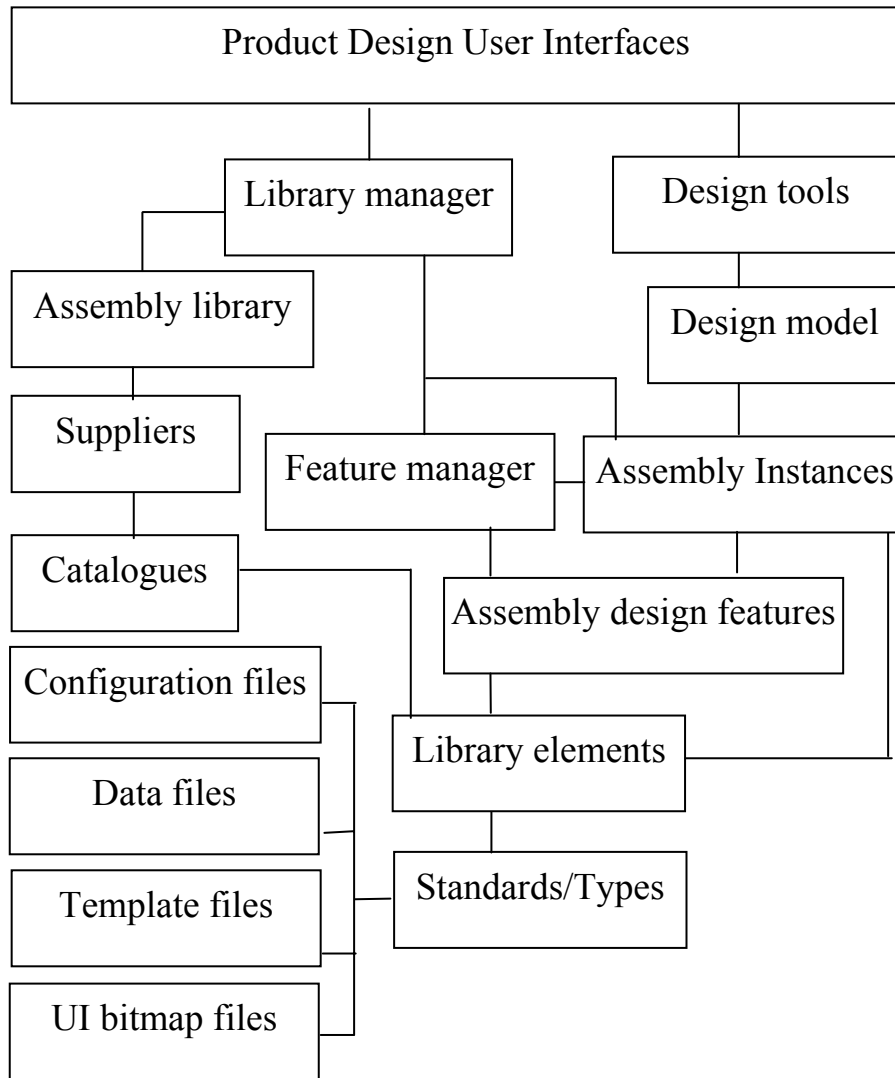 Product Design User Interfaces
Library manager
Design tools
Assembly library
Design model
Suppliers
Feature manager
Assembly Instances
Catalogues
Assembly design features
Configuration files
Library elements
Data files
Standards/Types
Template files
UI bitmap files